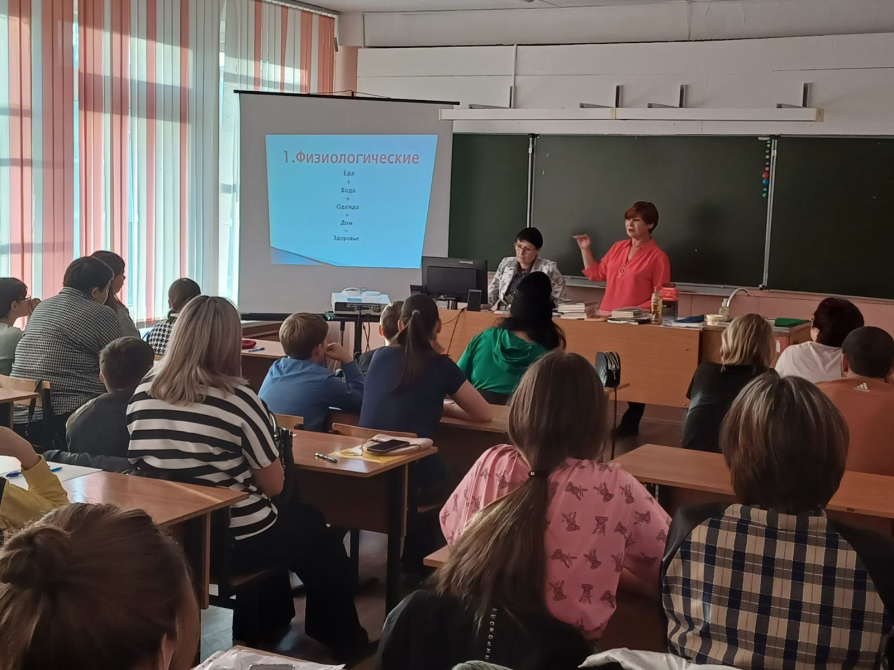 1.Физиологические
Еда
+
Вода
+
Одежда
+
Дом
+
Здоровье